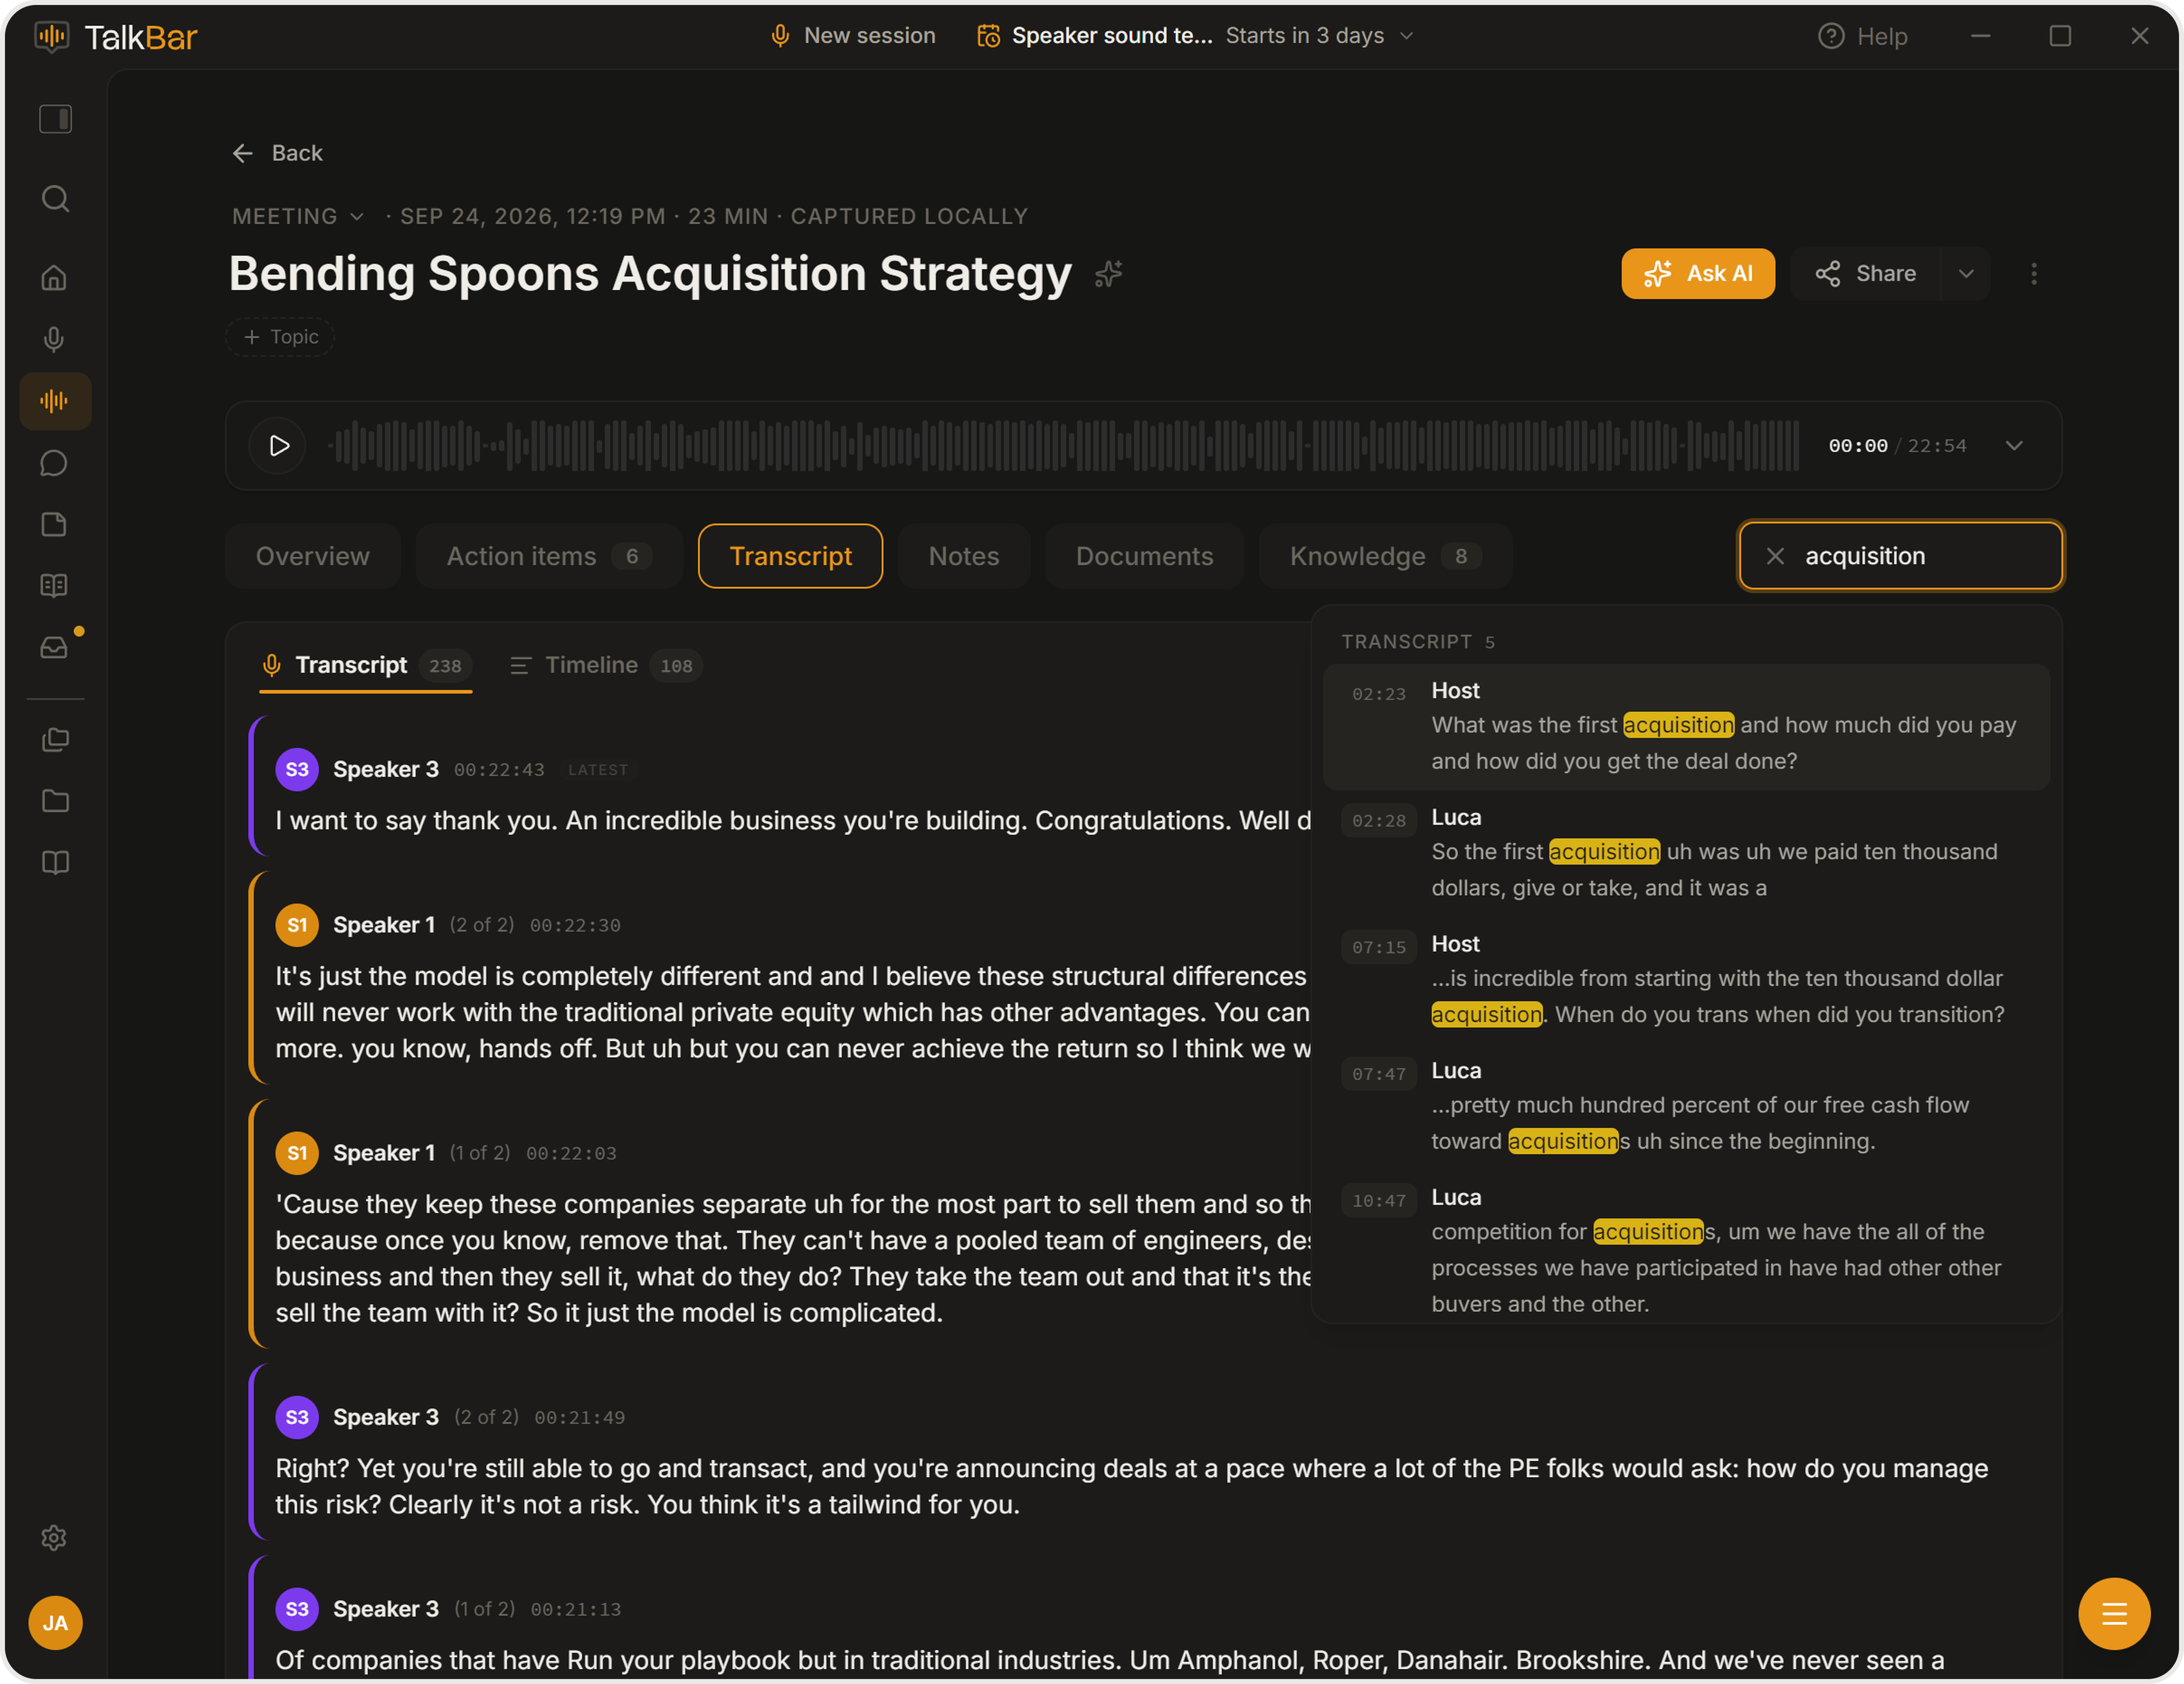 TalkBar
New session
Speaker sound te... Starts in 3 days
Help
Back
MEETING · SEP 24, 2026, 12:19 PM · 23 MIN · CAPTURED LOCALLY
Bending Spoons Acquisition Strategy
Ask AI
Share
+ Topic
00:00 / 22:54
Overview
Action items 6
Transcript
Notes
Documents
Knowledge 8
acquisition
Transcript 238
Timeline 108
S3 Speaker 3 00:22:43 LATEST
I want to say thank you. An incredible business you're building. Congratulations. Well d
S1 Speaker 1 (2 of 2) 00:22:30
It's just the model is completely different and and I believe these structural differences
will never work with the traditional private equity which has other advantages. You can
more. you know, hands off. But uh but you can never achieve the return so I think we w
S1 Speaker 1 (1 of 2) 00:22:03
'Cause they keep these companies separate uh for the most part to sell them and so th
because once you know, remove that. They can't have a pooled team of engineers, des
business and then they sell it, what do they do? They take the team out and that it's the
sell the team with it? So it just the model is complicated.
S3 Speaker 3 (2 of 2) 00:21:49
Right? Yet you're still able to go and transact, and you're announcing deals at a pace where a lot of the PE folks would ask: how do you manage
this risk? Clearly it's not a risk. You think it's a tailwind for you.
S3 Speaker 3 (1 of 2) 00:21:13
Of companies that have Run your playbook but in traditional industries. Um Amphanol, Roper, Danahair. Brookshire. And we've never seen a
TRANSCRIPT 5
02:23 Host
What was the first acquisition and how much did you pay
and how did you get the deal done?
02:28 Luca
So the first acquisition uh was uh we paid ten thousand
dollars, give or take, and it was a
07:15 Host
...is incredible from starting with the ten thousand dollar
acquisition. When do you trans when did you transition?
07:47 Luca
...pretty much hundred percent of our free cash flow
toward acquisitions uh since the beginning.
10:47 Luca
competition for acquisitions, um we have the all of the
processes we have participated in have had other other
buvers and the other.
JA